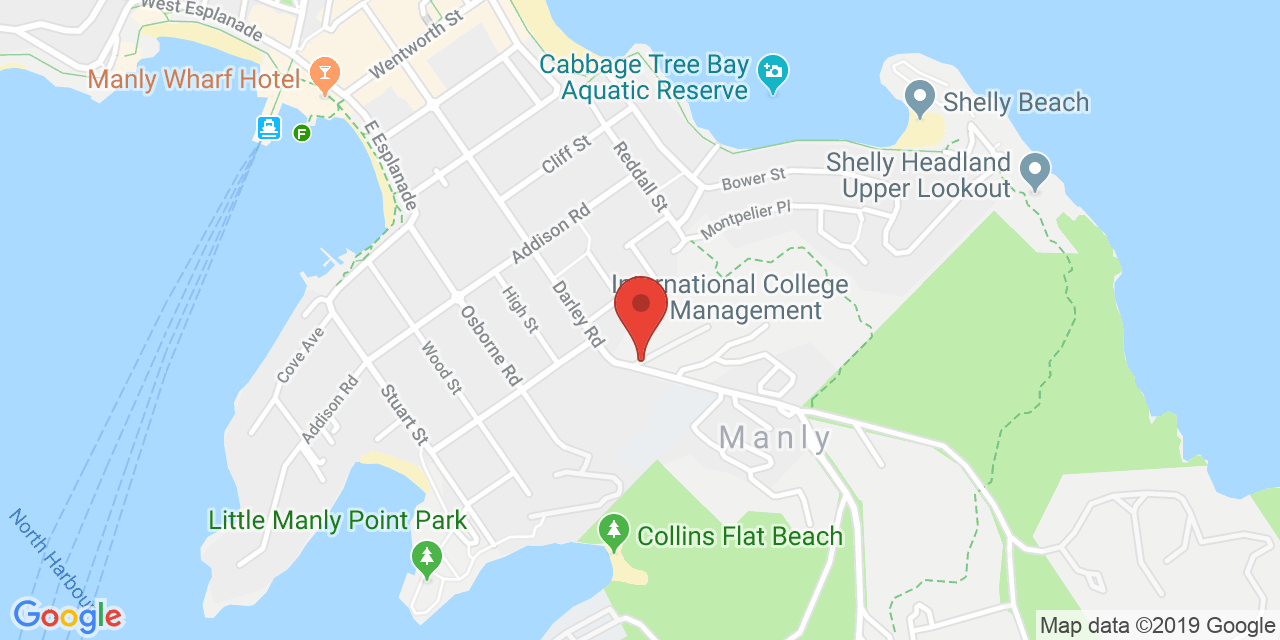 West Esplanade
Wentworth St
Manly Wharf Hotel
Cabbage Tree Bay
Aquatic Reserve
Shelly Beach
F
E Esplanade
Cliff St
Reddall St
Bower St
Shelly Headland
Upper Lookout
Montpelier Pl
Addison Rd
International College
Management
High St
Darley Rd
Osborne Rd
Cove Ave
Wood St
Addison Rd
Stuart St
Manly
Little Manly Point Park
Collins Flat Beach
North Harbour
Google
Map data ©2019 Google